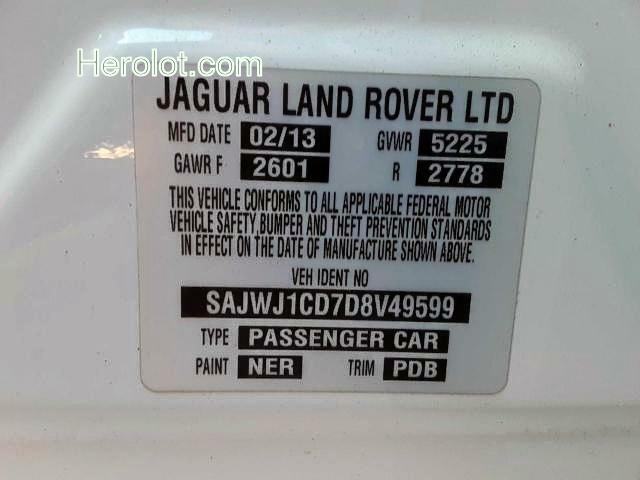 Herolot.com
JAGUAR LAND ROVER LTD
MFD DATE 02/13 GVWR 5225
GAWR F 2601 R 2778
THIS VEHICLE CONFORMS TO ALL APPLICABLE FEDERAL MOTOR
VEHICLE SAFETY,BUMPER AND THEFT PREVENTION STANDARDS
IN EFFECT ON THE DATE OF MANUFACTURE SHOWN ABOVE.
VEH IDENT NO
SAJWJ1CD7D8V49599
TYPE PASSENGER CAR
PAINT NER TRIM PDB